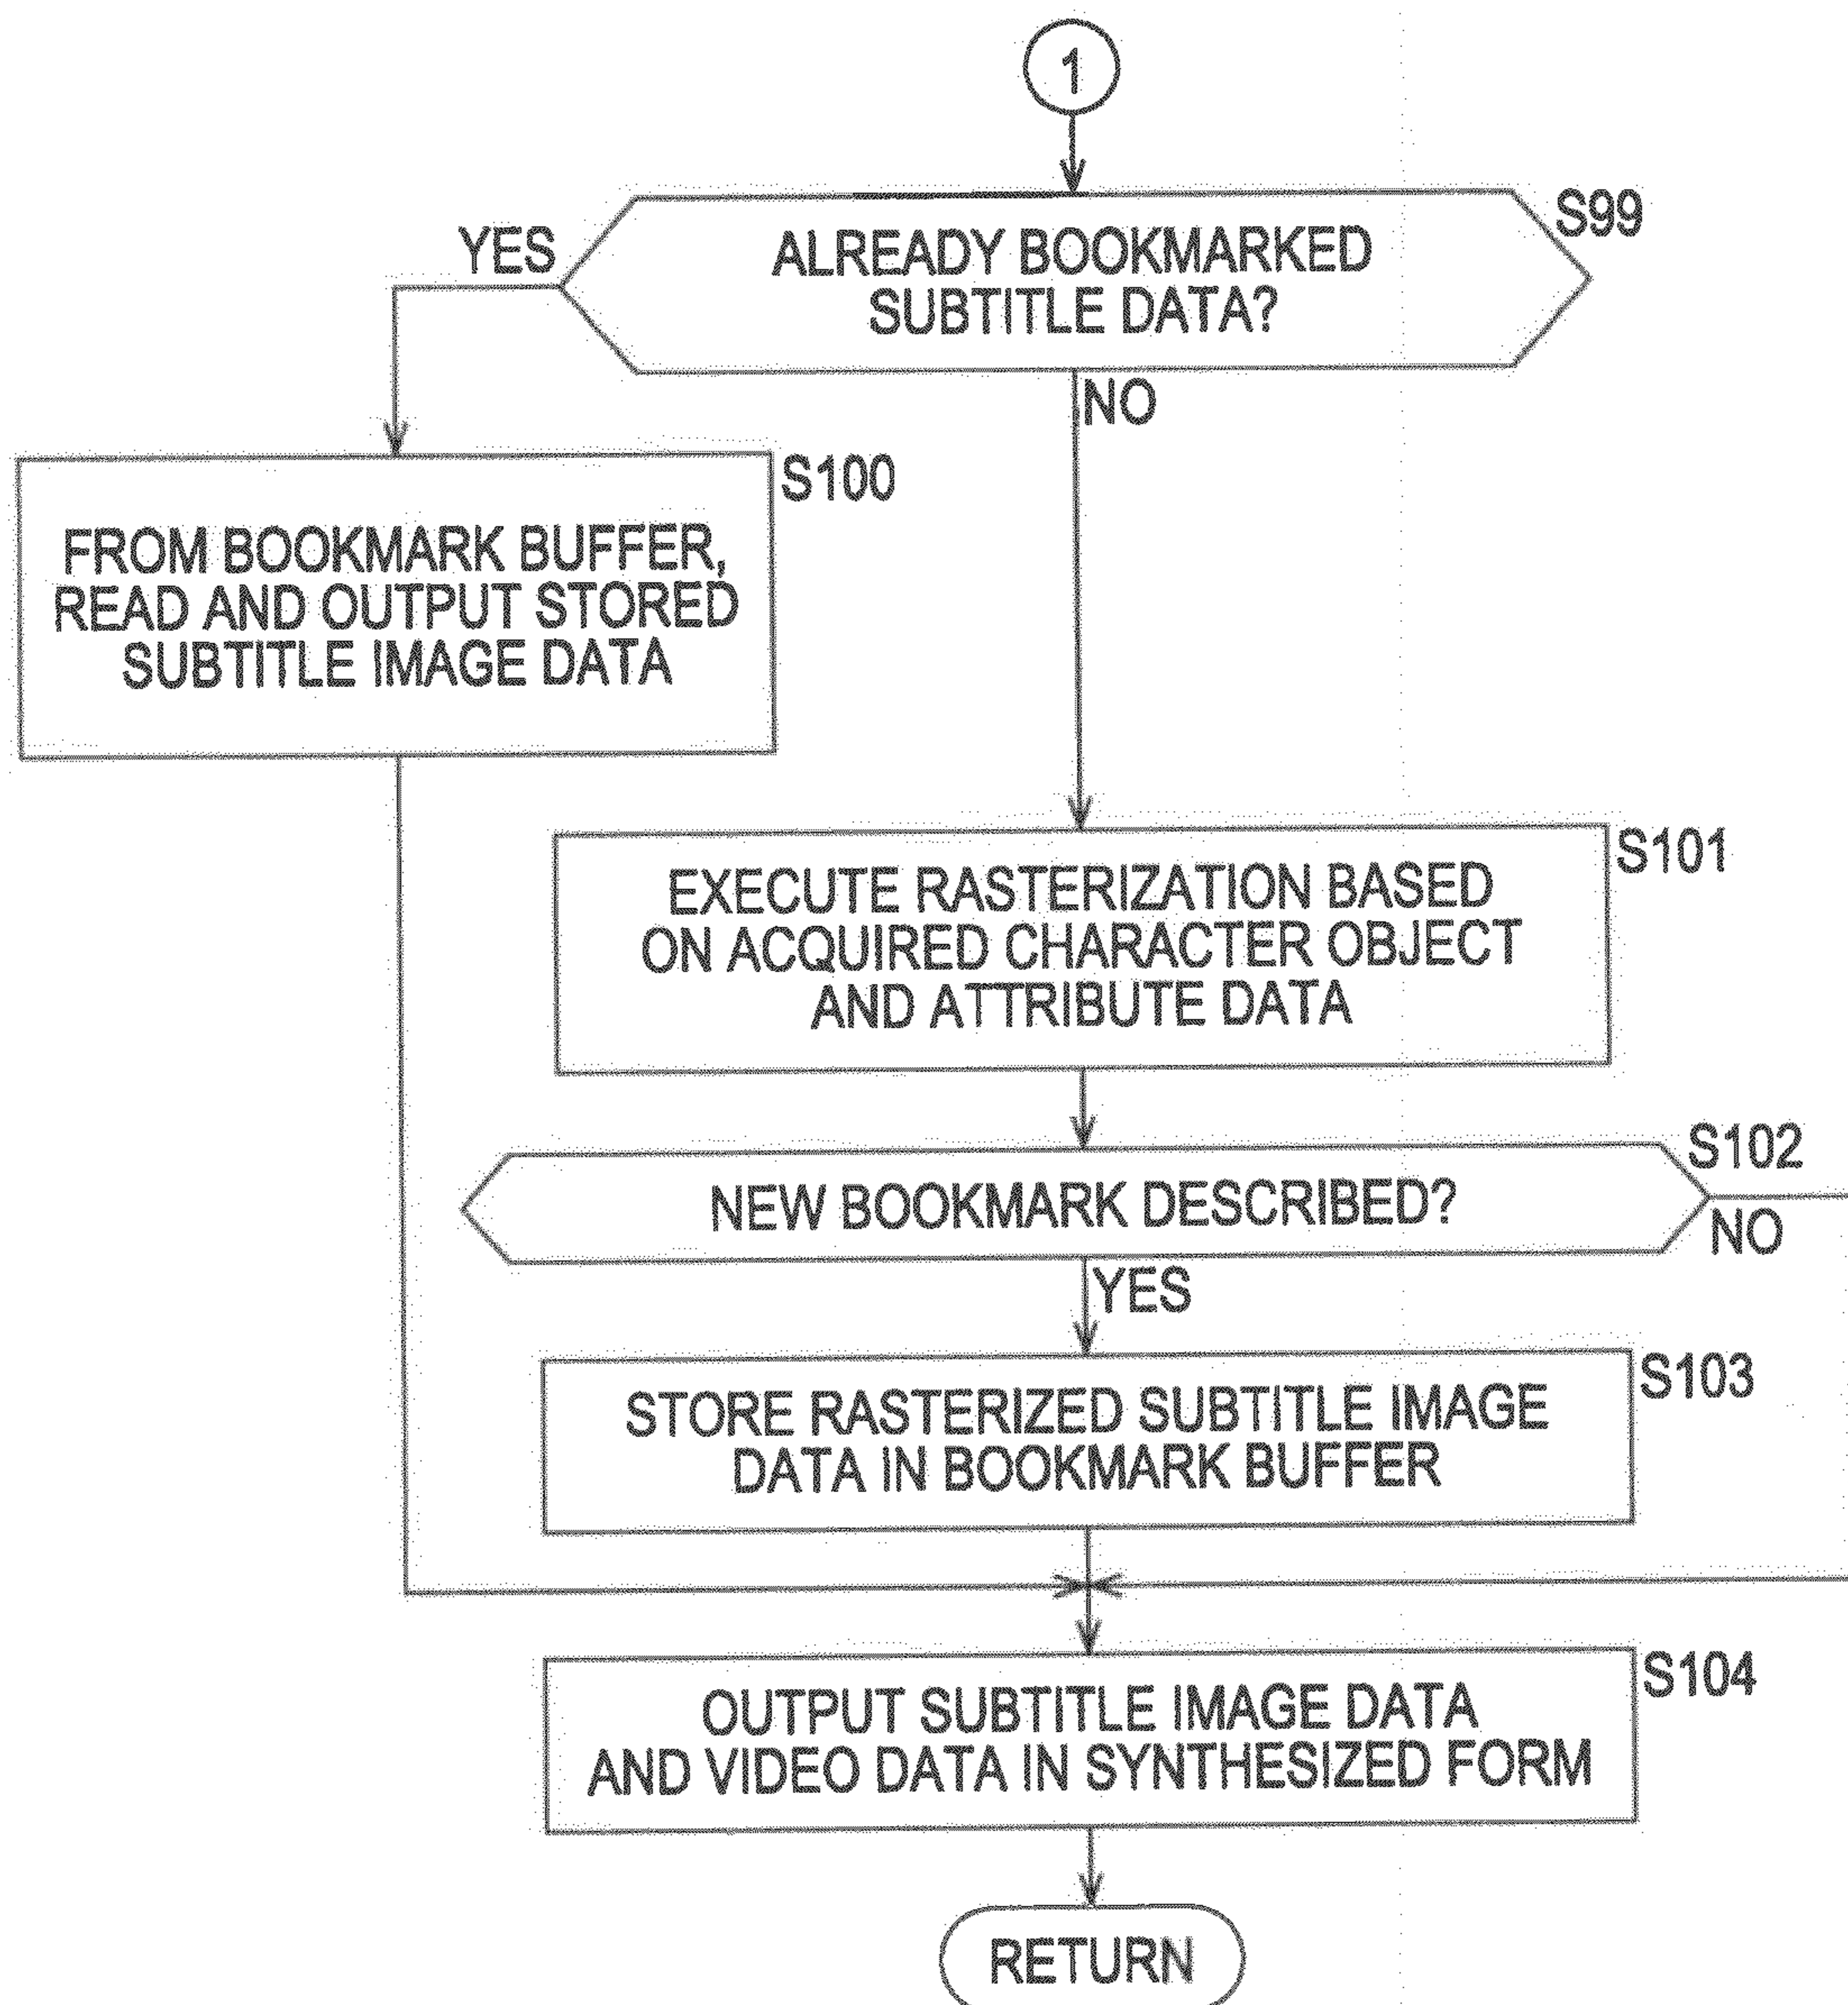 1
S99
YES
ALREADY BOOKMARKED
SUBTITLE DATA?
NO
S100
FROM BOOKMARK BUFFER,
READ AND OUTPUT STORED
SUBTITLE IMAGE DATA
S101
EXECUTE RASTERIZATION BASED
ON ACQUIRED CHARACTER OBJECT
AND ATTRIBUTE DATA
S102
NEW BOOKMARK DESCRIBED?
NO
YES
S103
STORE RASTERIZED SUBTITLE IMAGE
DATA IN BOOKMARK BUFFER
S104
OUTPUT SUBTITLE IMAGE DATA
AND VIDEO DATA IN SYNTHESIZED FORM
RETURN